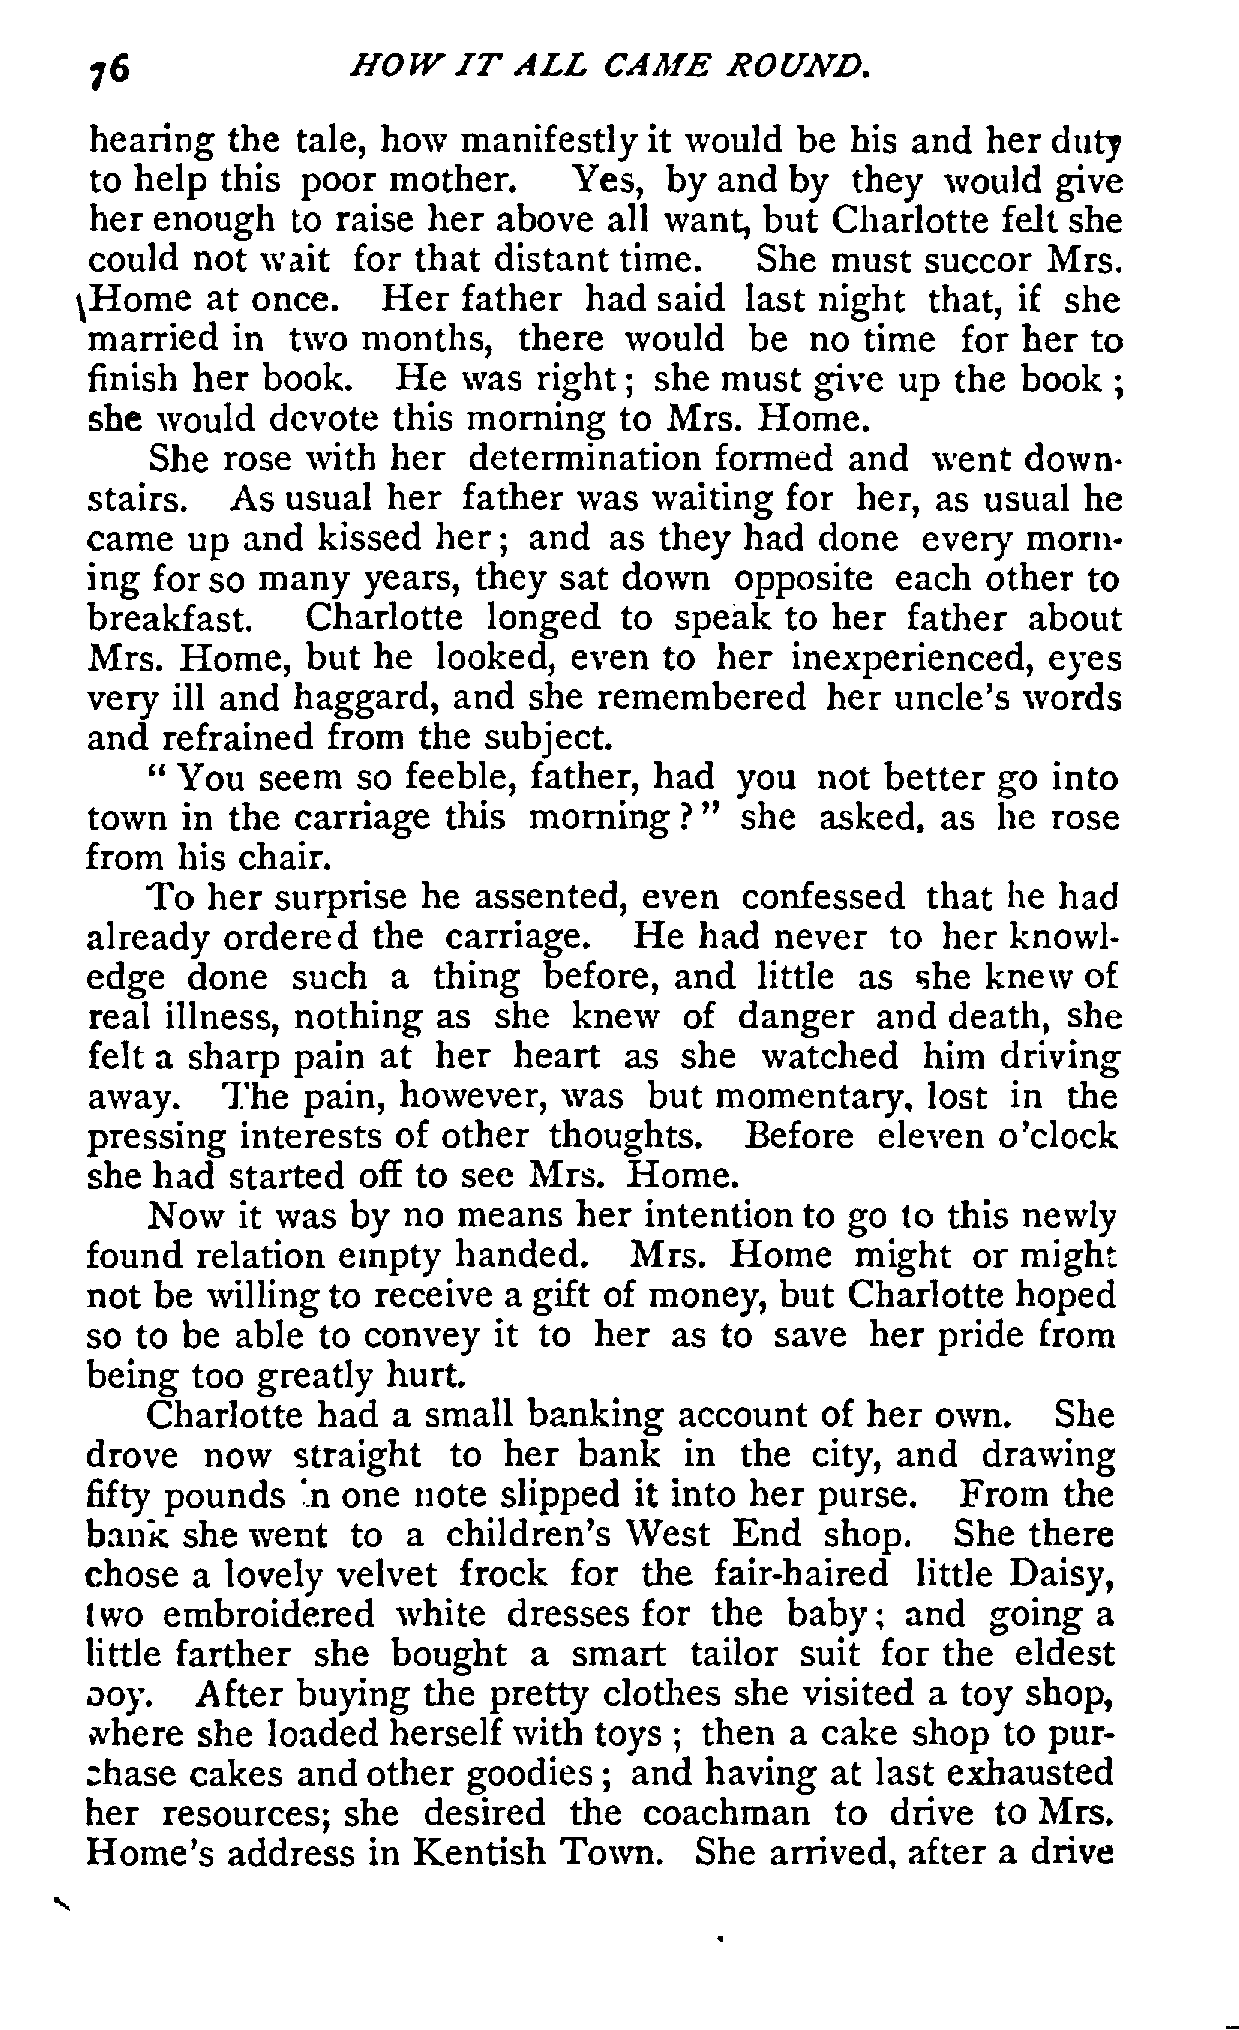 76 HOW IT ALL CAME ROUND.
hearing the tale, how manifestly it would be his and her duty
to help this poor mother. Yes, by and by they would give
her enough to raise her above all want, but Charlotte felt she
could not wait for that distant time. She must succor Mrs.
Home at once. Her father had said last night that, if she
married in two months, there would be no time for her to
finish her book. He was right; she must give up the book;
she would devote this morning to Mrs. Home.
She rose with her determination formed and went down-
stairs. As usual her father was waiting for her, as usual he
came up and kissed her; and as they had done every morn-
ing for so many years, they sat down opposite each other to
breakfast. Charlotte longed to speak to her father about
Mrs. Home, but he looked, even to her inexperienced, eyes
very ill and haggard, and she remembered her uncle's words
and refrained from the subject.
"You seem so feeble, father, had you not better go into
town in the carriage this morning?" she asked, as he rose
from his chair.
To her surprise he assented, even confessed that he had
already ordered the carriage. He had never to her knowl-
edge done such a thing before, and little as she knew of
real illness, nothing as she knew of danger and death, she
felt a sharp pain at her heart as she watched him driving
away. The pain, however, was but momentary, lost in the
pressing interests of other thoughts. Before eleven o'clock
she had started off to see Mrs. Home.
Now it was by no means her intention to go to this newly
found relation empty handed. Mrs. Home might or might
not be willing to receive a gift of money, but Charlotte hoped
so to be able to convey it to her as to save her pride from
being too greatly hurt.
Charlotte had a small banking account of her own. She
drove now straight to her bank in the city, and drawing
fifty pounds in one note slipped it into her purse. From the
bank she went to a children's West End shop. She there
chose a lovely velvet frock for the fair-haired little Daisy,
two embroidered white dresses for the baby; and going a
little farther she bought a smart tailor suit for the eldest
boy. After buying the pretty clothes she visited a toy shop,
where she loaded herself with toys; then a cake shop to pur-
chase cakes and other goodies; and having at last exhausted
her resources; she desired the coachman to drive to Mrs.
Home's address in Kentish Town. She arrived, after a drive